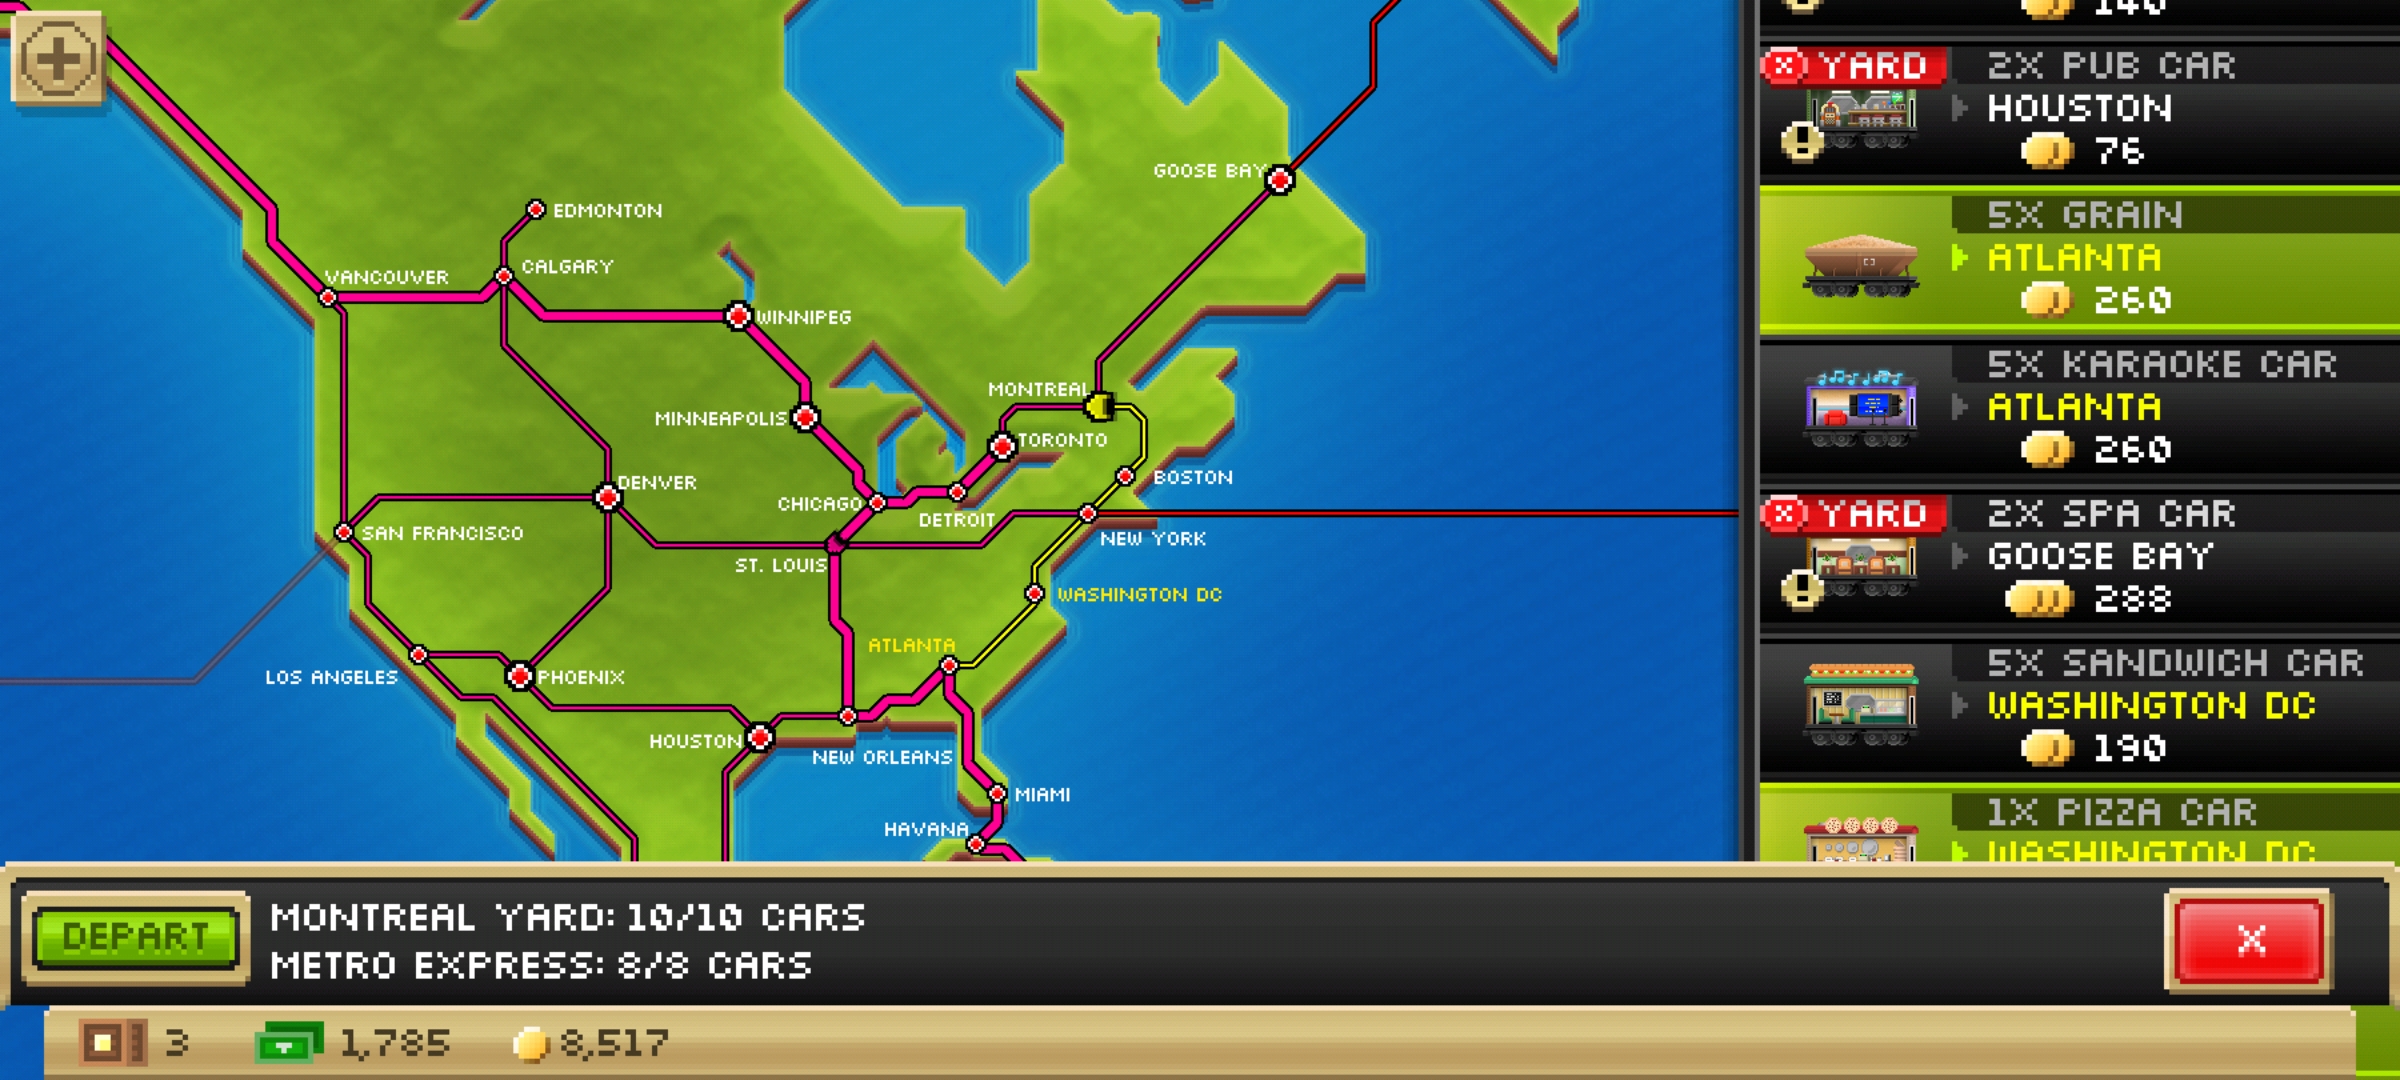 140
YARD
2X PUB CAR
HOUSTON
76
5X GRAIN
ATLANTA
260
5X KARAOKE CAR
ATLANTA
260
YARD
2X SPA CAR
GOOSE BAY
288
5X SANDWICH CAR
WASHINGTON DC
190
1X PIZZA CAR
WASHINGTON DC
GOOSE BAY
EDMONTON
CALGARY
VANCOUVER
WINNIPEG
MONTREAL
MINNEAPOLIS
TORONTO
DENVER
BOSTON
CHICAGO
DETROIT
SAN FRANCISCO
NEW YORK
ST. LOUIS
WASHINGTON DC
ATLANTA
LOS ANGELES
PHOENIX
HOUSTON
NEW ORLEANS
MIAMI
HAVANA
DEPART
MONTREAL YARD: 10/10 CARS
METRO EXPRESS: 8/8 CARS
X
3
1,785
8,517